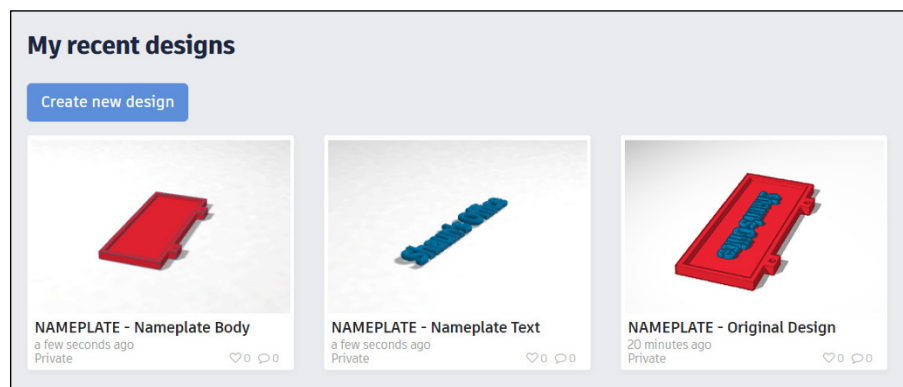 My recent designs
Create new design
NAMEPLATE - Nameplate Body
a few seconds ago
Private 0 0
NAMEPLATE - Nameplate Text
a few seconds ago
Private 0 0
NAMEPLATE - Original Design
20 minutes ago
Private 0 0